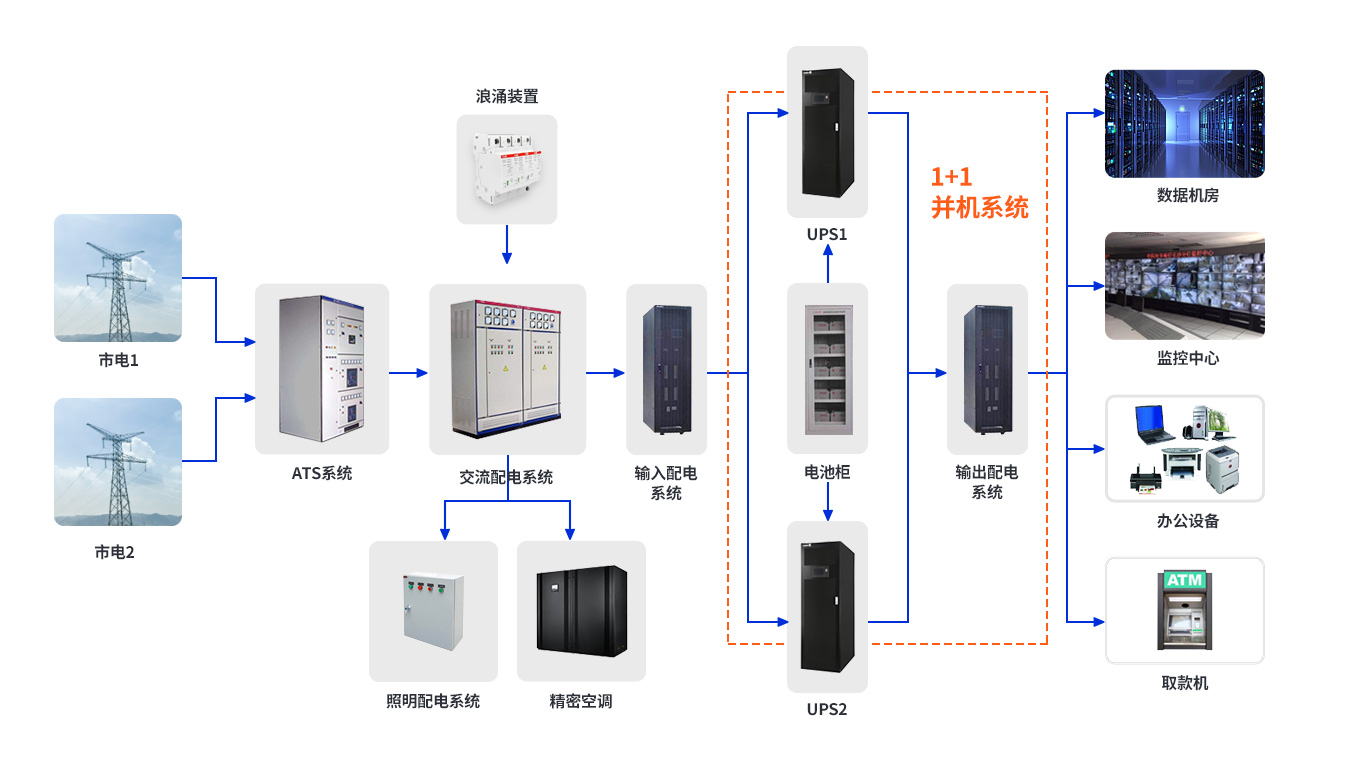 浪涌装置
1+1
并机系统
数据机房
UPS1
市电1
监控中心
ATS系统
交流配电系统
输入配电
系统
电池柜
输出配电
系统
办公设备
市电2
ATM
照明配电系统
精密空调
UPS2
取款机